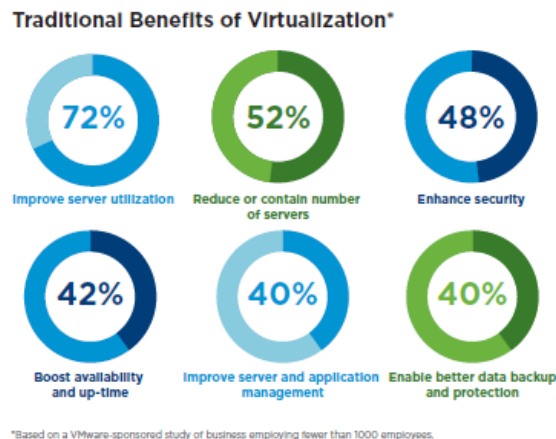 Traditional Benefits of Virtualization*
72%
52%
48%
Improve server utilization
Reduce or contain number
of servers
Enhance security
42%
40%
40%
Boost availability
and up-time
Improve server and application
management
Enable better data backup
and protection
*Based on a VMware-sponsored study of business employing fewer than 1000 employees.